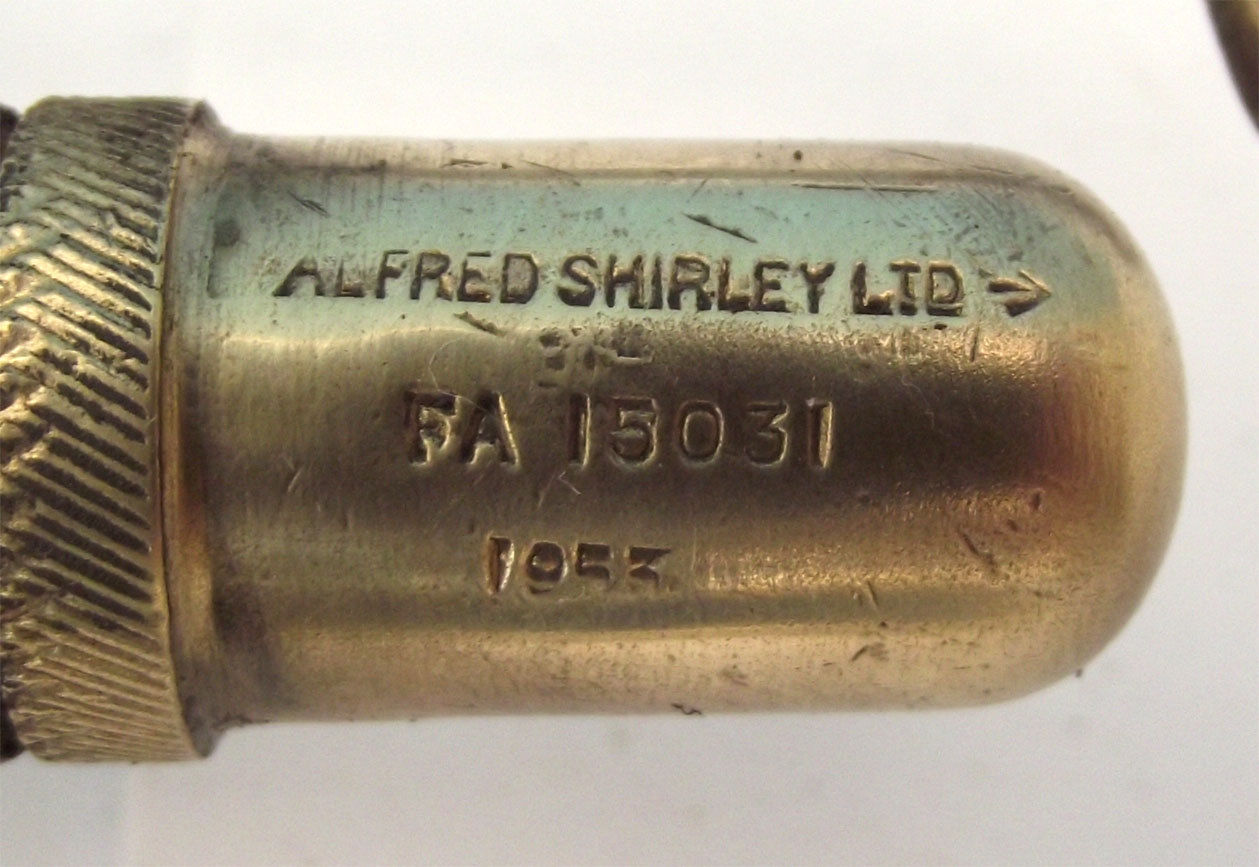 ALFRED SHIRLEY LTD
FA 15031
1953